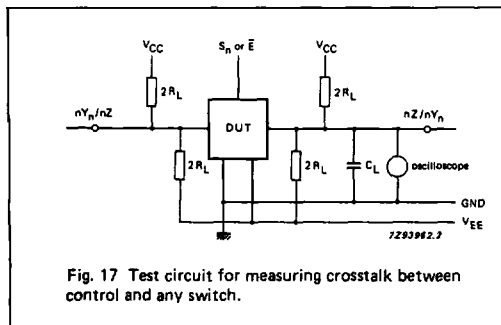 V_CC S_n or E̅ V_CC
2R_L 2R_L
nY_n/nZ nZ/nY_n
DUT
2R_L 2R_L C_L oscilloscope
GND
V_EE
7Z93962.2
Fig. 17 Test circuit for measuring crosstalk between
control and any switch.